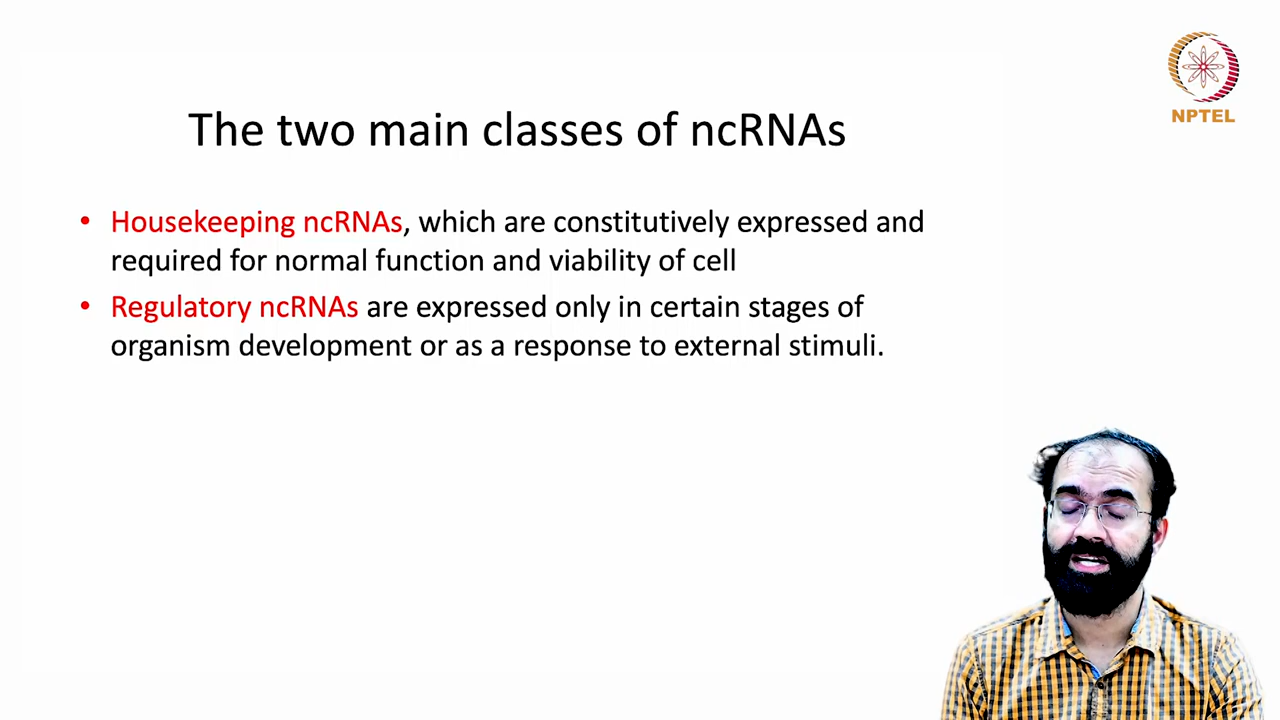 NPTEL
The two main classes of ncRNAs
• Housekeeping ncRNAs, which are constitutively expressed and
required for normal function and viability of cell
• Regulatory ncRNAs are expressed only in certain stages of
organism development or as a response to external stimuli.